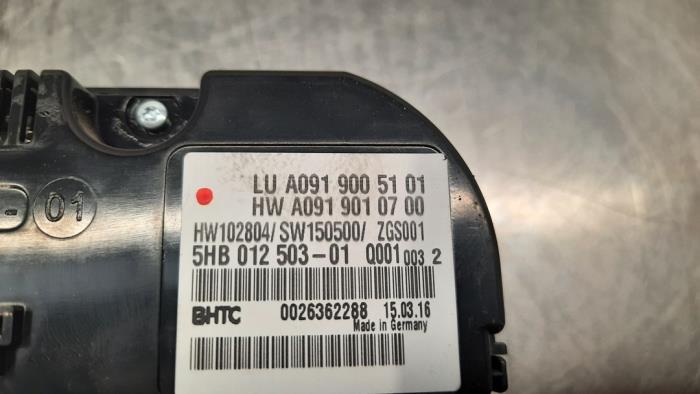 LU A091 900 51 01
HW A091 901 07 00
HW102804/ SW150500/ ZGS001
5HB 012 503-01 Q001 003 2
BHTC 0026362288 15.03.16
Made in Germany
01